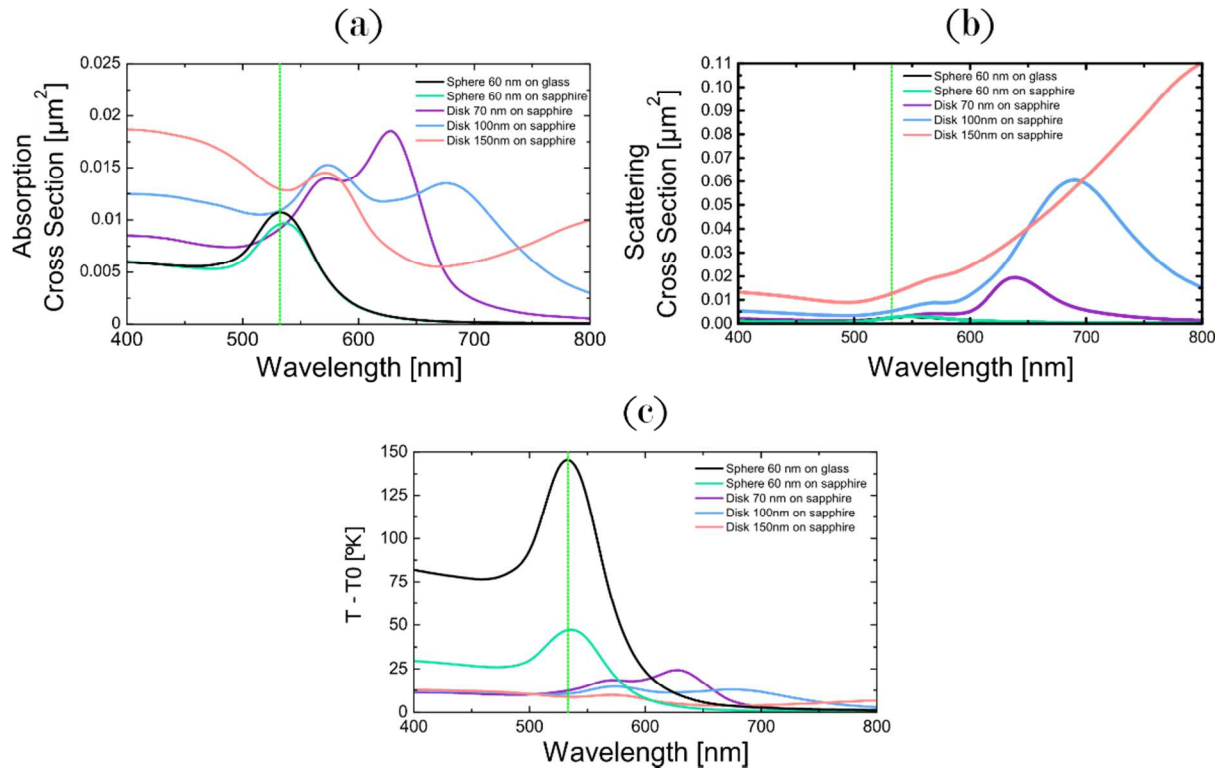 (a)
(b)
0.025
0.02
0.015
0.01
0.005
0
400
500
600
700
800
Absorption
Cross Section [μm²]
Wavelength [nm]
Sphere 60 nm on glass
Sphere 60 nm on sapphire
Disk 70 nm on sapphire
Disk 100nm on sapphire
Disk 150nm on sapphire
0.11
0.10
0.09
0.08
0.07
0.06
0.05
0.04
0.03
0.02
0.01
0.00
400
500
600
700
800
Scattering
Cross Section [μm²]
Wavelength [nm]
Sphere 60 nm on glass
Sphere 60 nm on sapphire
Disk 70 nm on sapphire
Disk 100nm on sapphire
Disk 150nm on sapphire
(c)
150
125
100
75
50
25
0
400
500
600
700
800
T - T0 [ºK]
Wavelength [nm]
Sphere 60 nm on glass
Sphere 60 nm on sapphire
Disk 70 nm on sapphire
Disk 100nm on sapphire
Disk 150nm on sapphire